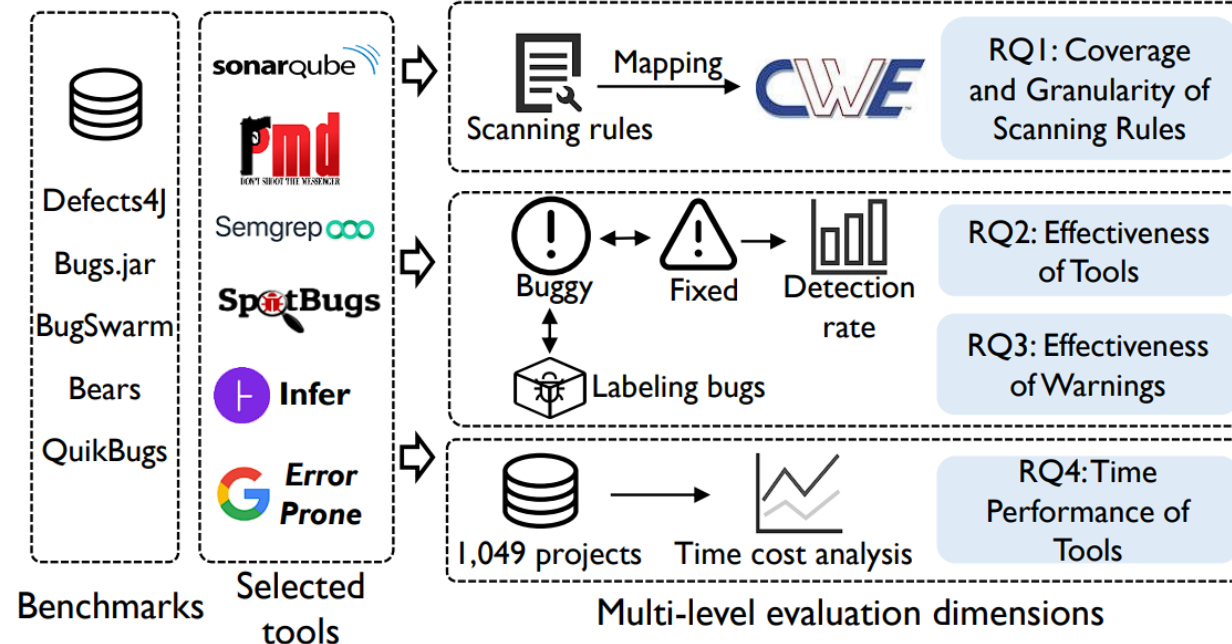 Defects4J
Bugs.jar
BugSwarm
Bears
QuikBugs
Benchmarks
sonarqube
Pmd
DON'T SHOOT THE MESSENGER
Semgrep
SpotBugs
Infer
Error
Prone
Selected
tools
Scanning rules
Mapping
CWE
TM
RQ1: Coverage
and Granularity of
Scanning Rules
Buggy
Fixed
Detection
rate
Labeling bugs
RQ2: Effectiveness
of Tools
RQ3: Effectiveness
of Warnings
1,049 projects
Time cost analysis
RQ4: Time
Performance of
Tools
Multi-level evaluation dimensions